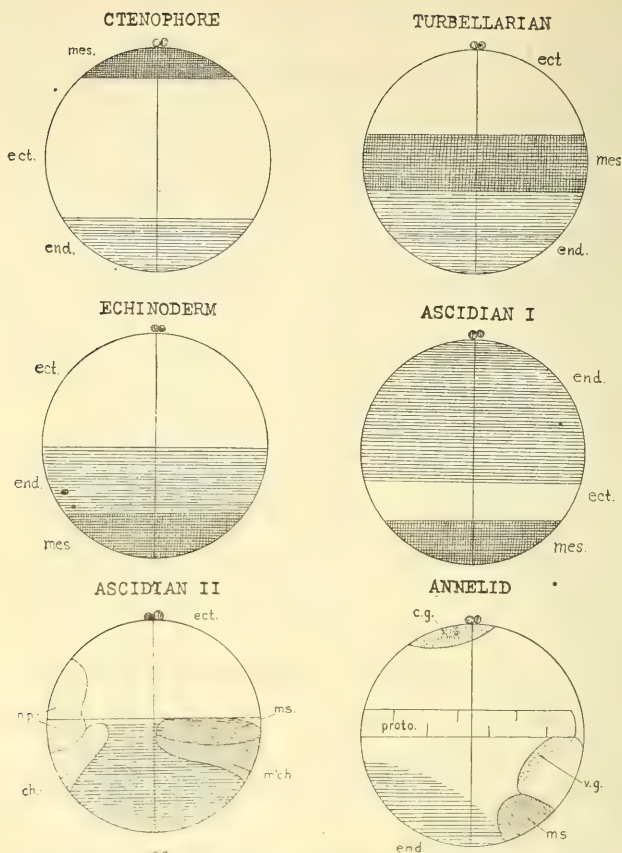 CTENOPHORE
mes.
ect.
end.
TURBELLARIAN
ect
mes
end.
ECHINODERM
ect.
end.
mes
ASCIDIAN I
end.
ect.
mes.
ASCIDIAN II
ect.
n.p.
ms.
ch.
m'ch
ANNELID
c.g.
proto.
v.g.
ms
end